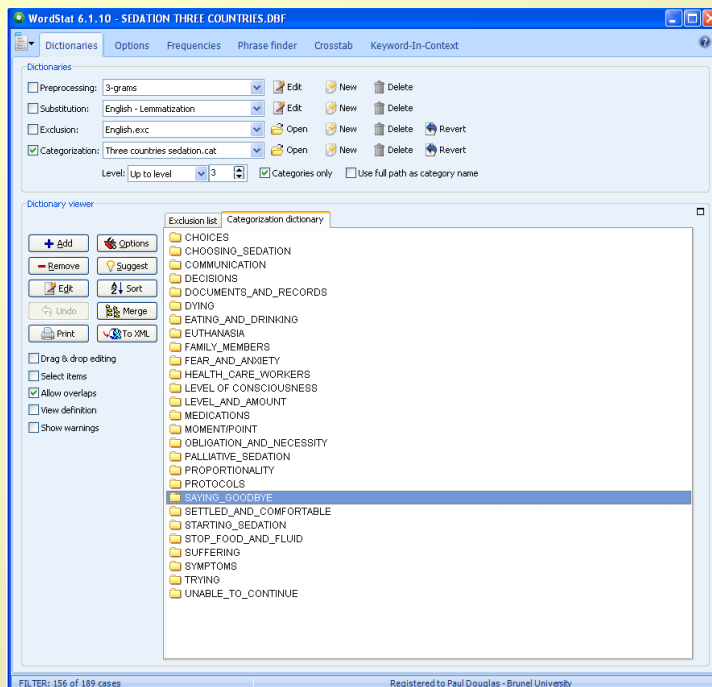 WordStat 6.1.10 - SEDATION THREE COUNTRIES.DBF
Dictionaries Options Frequencies Phrase finder Crosstab Keyword-In-Context
Dictionaries
Preprocessing: 3-grams Edit New Delete
Substitution: English - Lemmatization Edit New Delete
Exclusion: English.exc Open New Delete Revert
Categorization: Three countries sedation.cat Open New Delete Revert
Level: Up to level 3 Categories only Use full path as category name
Dictionary viewer
Exclusion list Categorization dictionary
Add Options
Remove Suggest
Edit Sort
Undo Merge
Print To XML
Drag & drop editing
Select items
Allow overlaps
View definition
Show warnings
CHOICES
CHOOSING_SEDATION
COMMUNICATION
DECISIONS
DOCUMENTS_AND_RECORDS
DYING
EATING_AND_DRINKING
EUTHANASIA
FAMILY_MEMBERS
FEAR_AND_ANXIETY
HEALTH_CARE_WORKERS
LEVEL OF CONSCIOUSNESS
LEVEL_AND_AMOUNT
MEDICATIONS
MOMENT/POINT
OBLIGATION_AND_NECESSITY
PALLIATIVE_SEDATION
PROPORTIONALITY
PROTOCOLS
SAYING_GOODBYE
SETTLED_AND_COMFORTABLE
STARTING_SEDATION
STOP_FOOD_AND_FLUID
SUFFERING
SYMPTOMS
TRYING
UNABLE_TO_CONTINUE
FILTER: 156 of 189 cases Registered to Paul Douglas - Brunel University